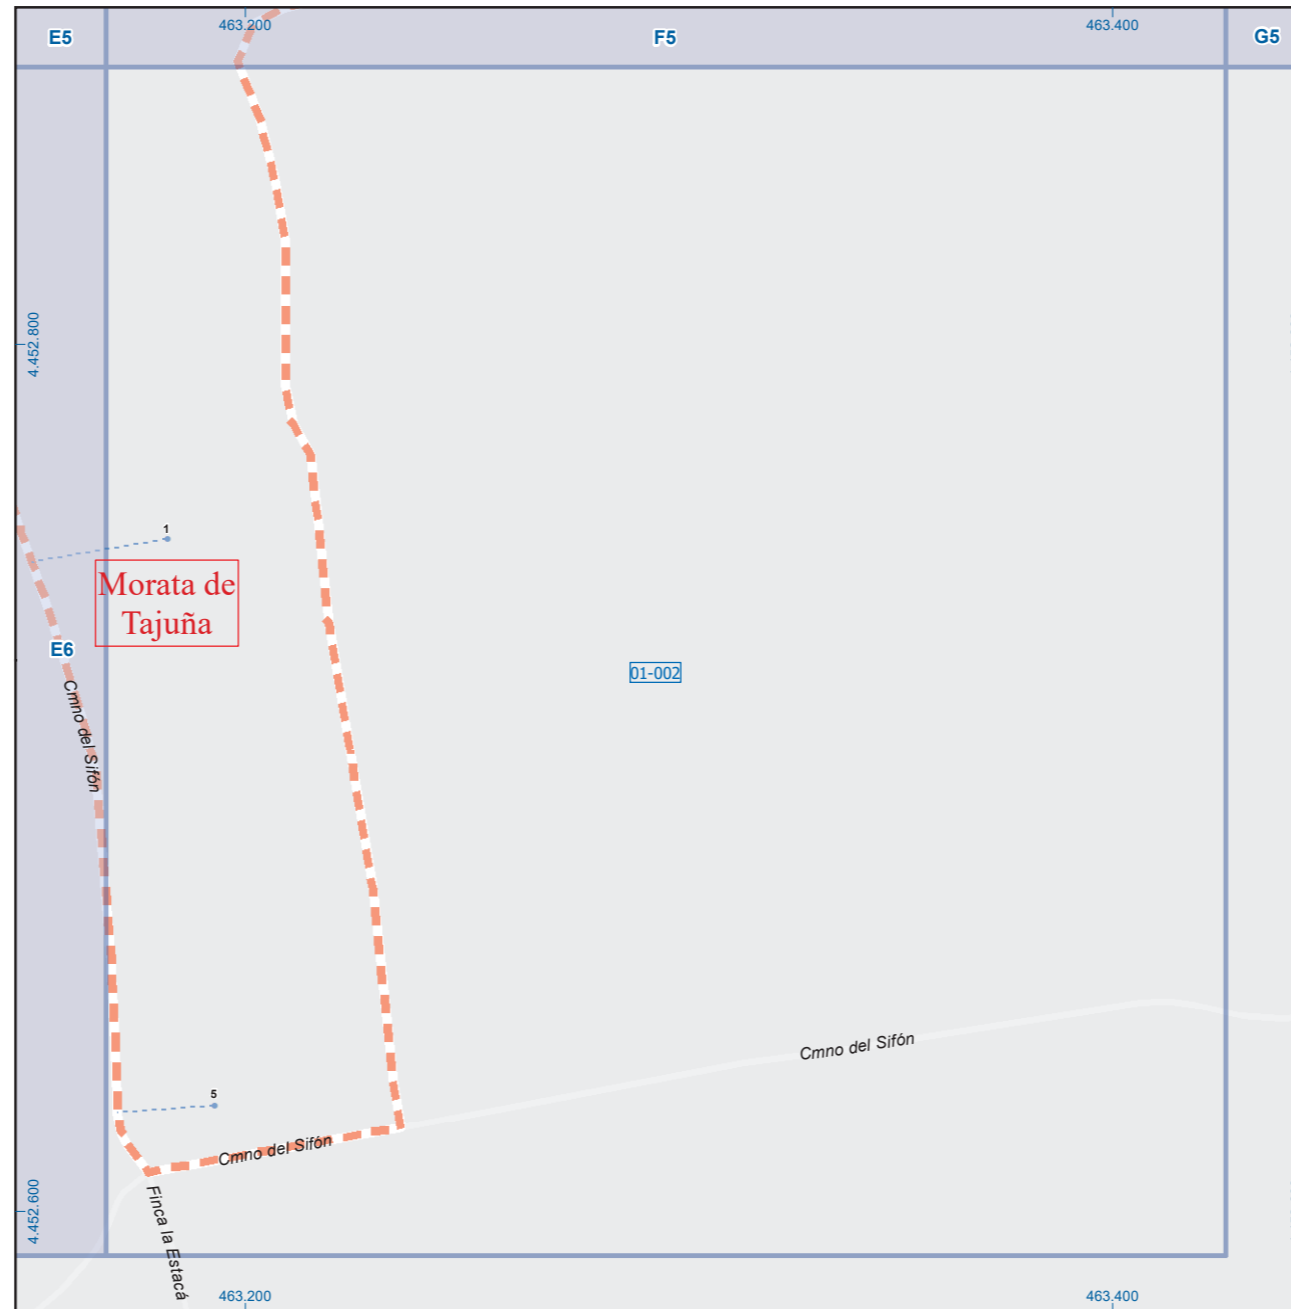 463.200
463.400
E5
F5
G5
4.452.800
1
Morata de
Tajuña
E6
01-002
Cmno del Sifón
Cmno del Sifón
5
Cmno del Sifón
Finca la Estacá
4.452.600
463.200
463.400